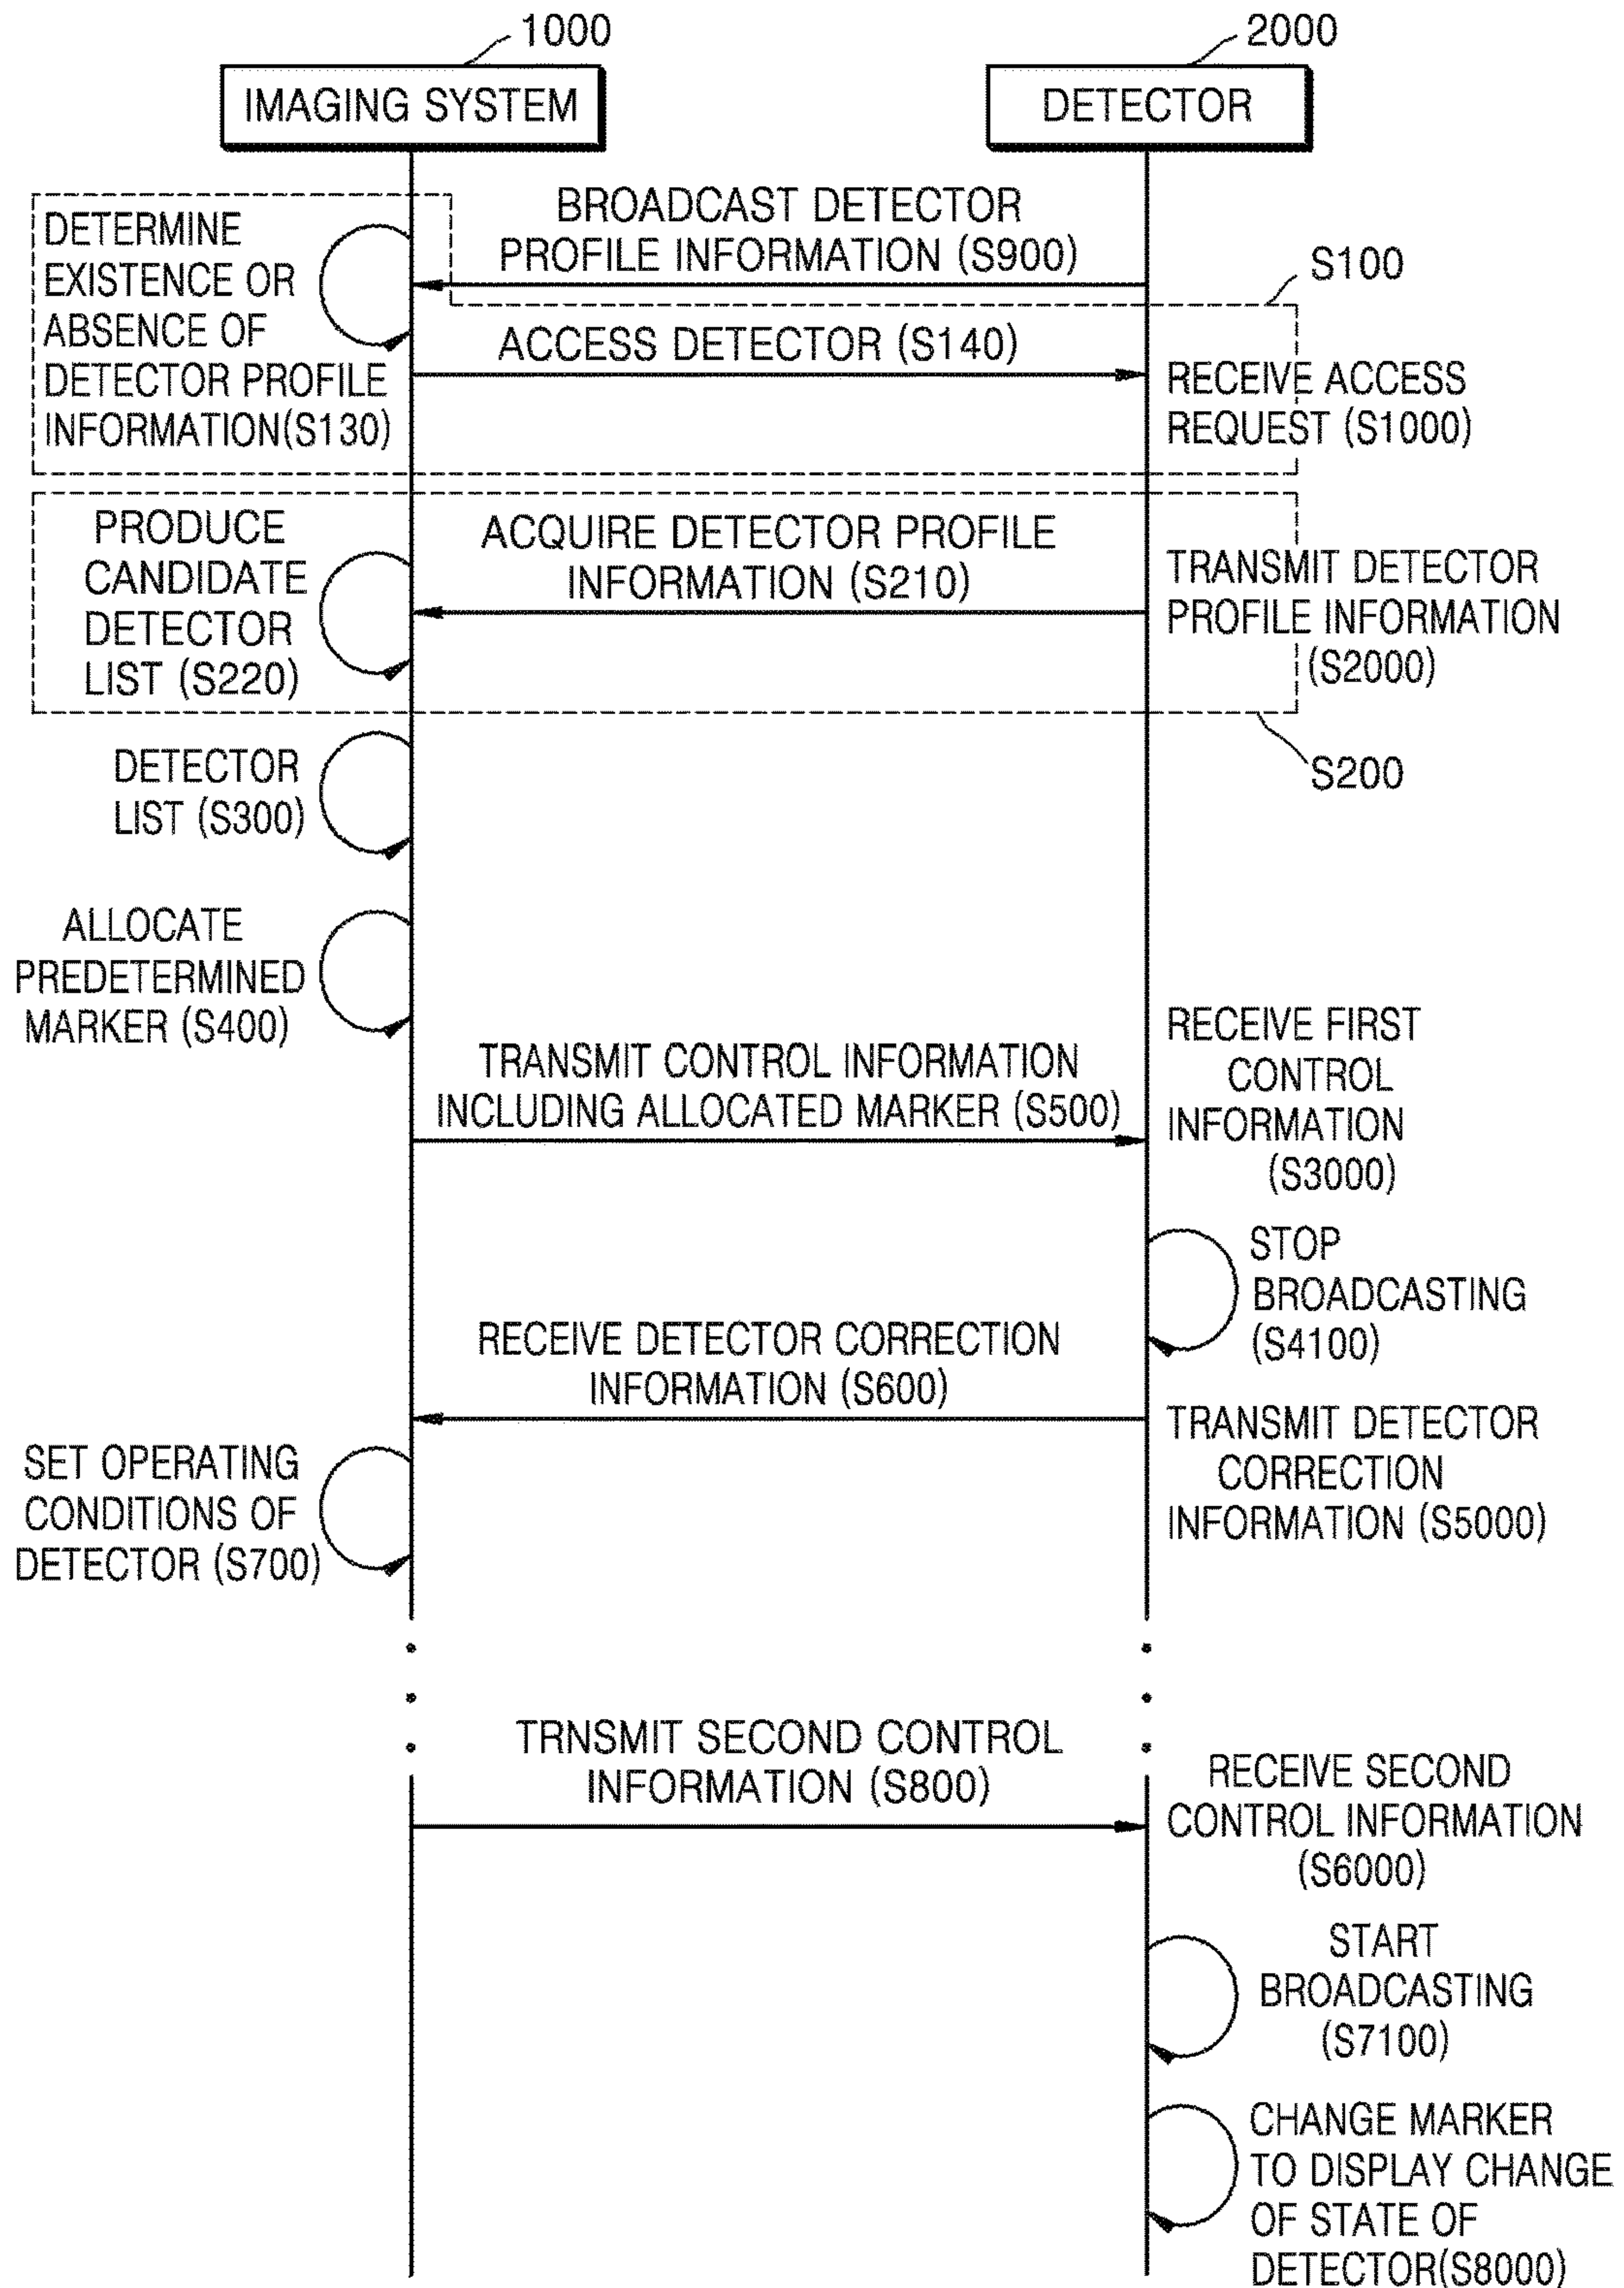 1000
2000
IMAGING SYSTEM
DETECTOR
BROADCAST DETECTOR
PROFILE INFORMATION (S900)
DETERMINE
EXISTENCE OR
ABSENCE OF
DETECTOR PROFILE
INFORMATION(S130)
S100
ACCESS DETECTOR (S140)
RECEIVE ACCESS
REQUEST (S1000)
PRODUCE
CANDIDATE
DETECTOR
LIST (S220)
ACQUIRE DETECTOR PROFILE
INFORMATION (S210)
TRANSMIT DETECTOR
PROFILE INFORMATION
(S2000)
S200
DETECTOR
LIST (S300)
ALLOCATE
PREDETERMINED
MARKER (S400)
TRANSMIT CONTROL INFORMATION
INCLUDING ALLOCATED MARKER (S500)
RECEIVE FIRST
CONTROL
INFORMATION
(S3000)
STOP
BROADCASTING
(S4100)
RECEIVE DETECTOR CORRECTION
INFORMATION (S600)
TRANSMIT DETECTOR
CORRECTION
INFORMATION (S5000)
SET OPERATING
CONDITIONS OF
DETECTOR (S700)
TRNSMIT SECOND CONTROL
INFORMATION (S800)
RECEIVE SECOND
CONTROL INFORMATION
(S6000)
START
BROADCASTING
(S7100)
CHANGE MARKER
TO DISPLAY CHANGE
OF STATE OF
DETECTOR(S8000)